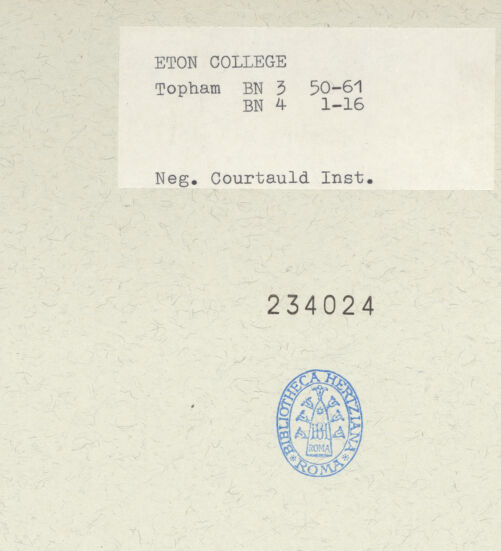 ETON COLLEGE
Topham BN 3 50-61
BN 4 1-16
Neg. Courtauld Inst.
234024
BIBLIOTHECA HERTZIANA
BH
ROMA
*ROMA*